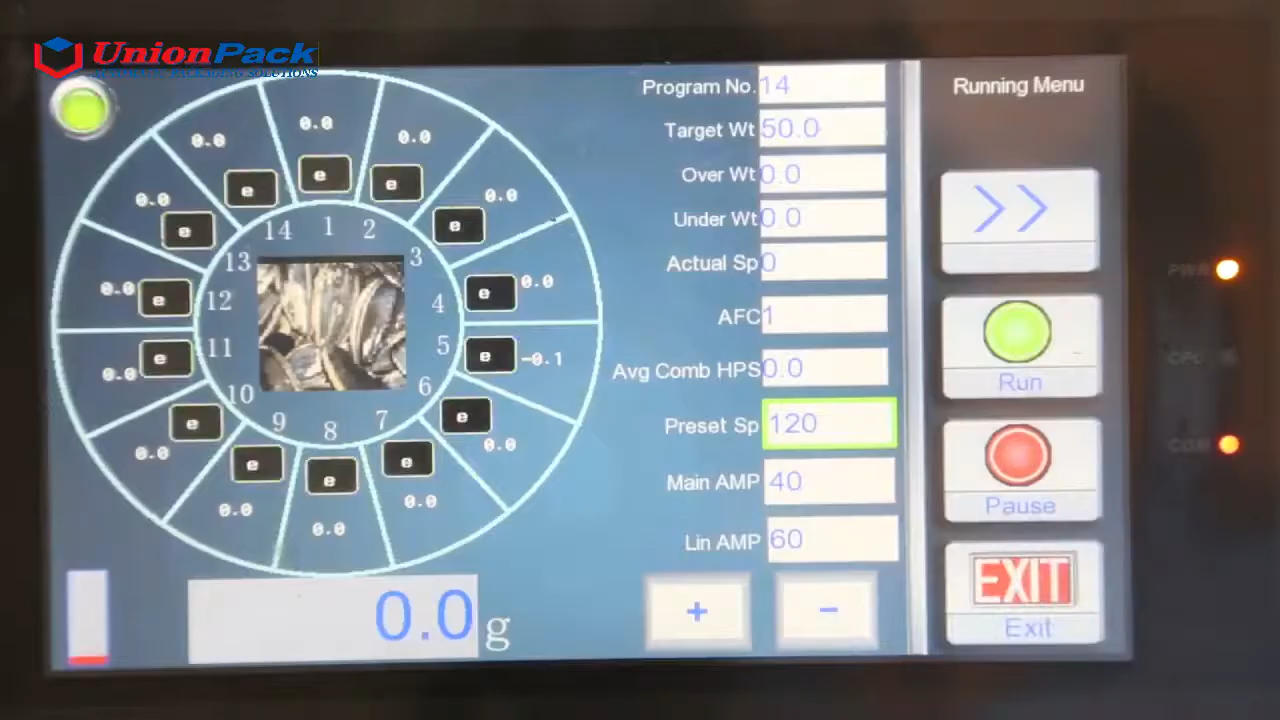 UnionPack
AUTOMATIC PACKAGING SOLUTIONS
Program No. 14
Target Wt 50.0
Over Wt 0.0
Under Wt 0.0
Actual Sp 0
AFC 1
Avg Comb HPS 0.0
Preset Sp 120
Main AMP 40
Lin AMP 60
+ −
Running Menu
>>
Run
Pause
EXIT
Exit
0.0
0.0 0.0
0.0 0.0
0.0 0.0
0.0 -0.1
0.0 0.0
0.0 0.0
0.0
e e e e e e e e e e e e e e
1 2 3 4 5 6 7 8 9 10 11 12 13 14
0.0 g
PWR
CPU
COM